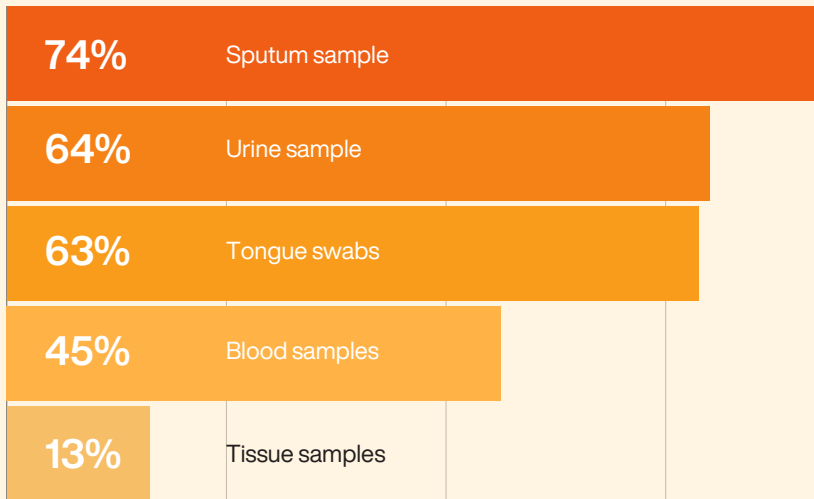 74% Sputum sample
64% Urine sample
63% Tongue swabs
45% Blood samples
13% Tissue samples